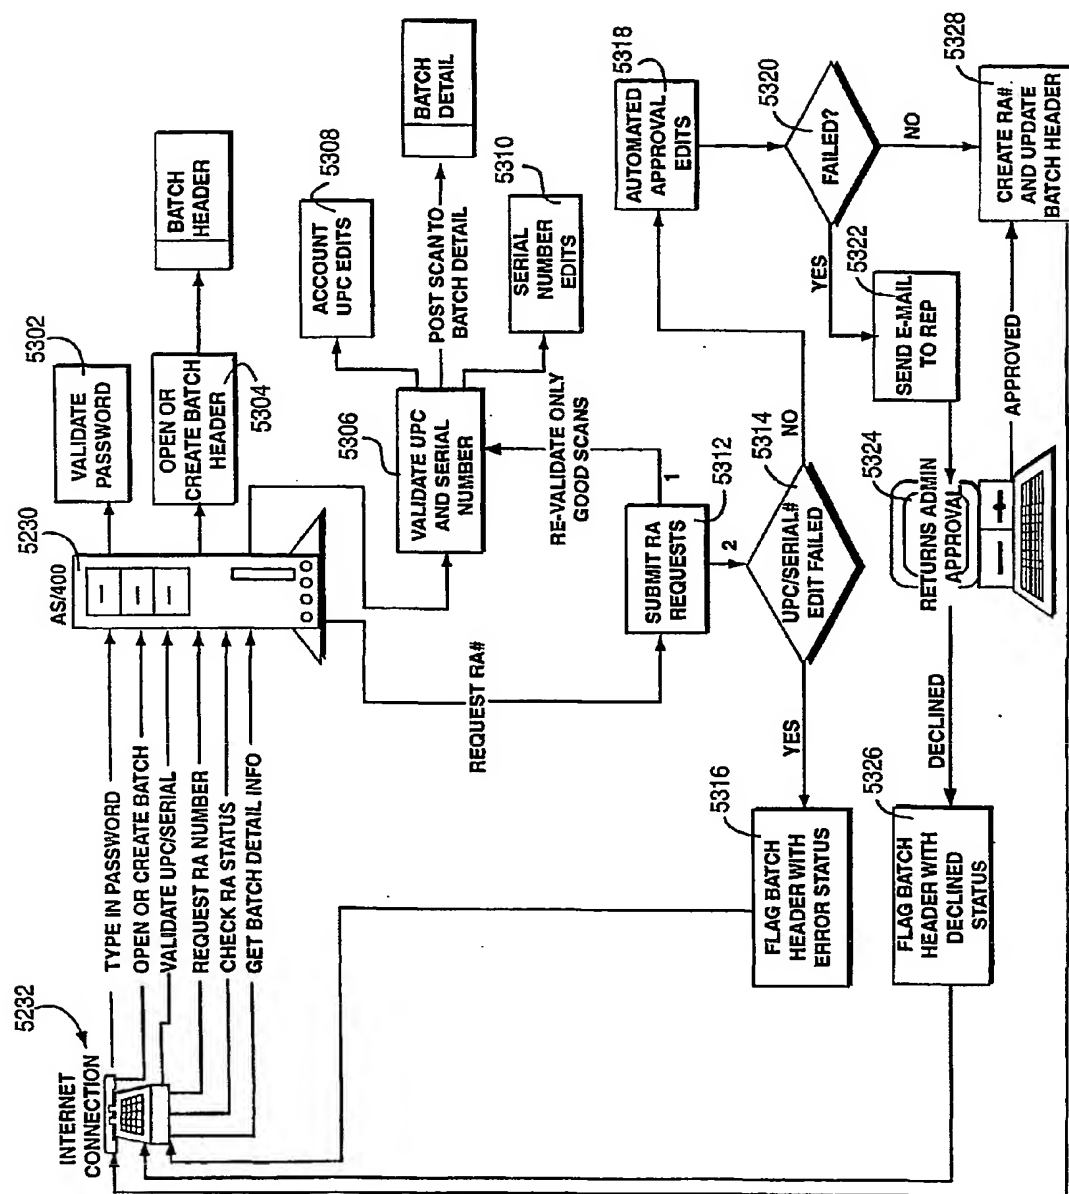 5232
INTERNET
CONNECTION
TYPE IN PASSWORD
OPEN OR CREATE BATCH
VALIDATE UPC/SERIAL
REQUEST RA NUMBER
CHECK RA STATUS
GET BATCH DETAIL INFO
AS/400
5230
VALIDATE
PASSWORD
5302
OPEN OR
CREATE BATCH
HEADER
5304
BATCH
HEADER
REQUEST RA#
5306
VALIDATE UPC
AND SERIAL
NUMBER
ACCOUNT
UPC EDITS
5308
POST SCAN TO
BATCH DETAIL
BATCH
DETAIL
SERIAL
NUMBER
EDITS
5310
RE-VALIDATE ONLY
GOOD SCANS
1
SUBMIT RA
REQUESTS
5312
2
UPC/SERIAL#
EDIT FAILED
5314
YES
NO
5316
FLAG BATCH
HEADER WITH
ERROR STATUS
AUTOMATED
APPROVAL
EDITS
5318
FAILED?
5320
YES
NO
5322
SEND E-MAIL
TO REP
5324
RETURNS ADMIN
APPROVAL
DECLINED
APPROVED
5326
FLAG BATCH
HEADER WITH
DECLINED
STATUS
CREATE RA#
AND UPDATE
BATCH HEADER
5328